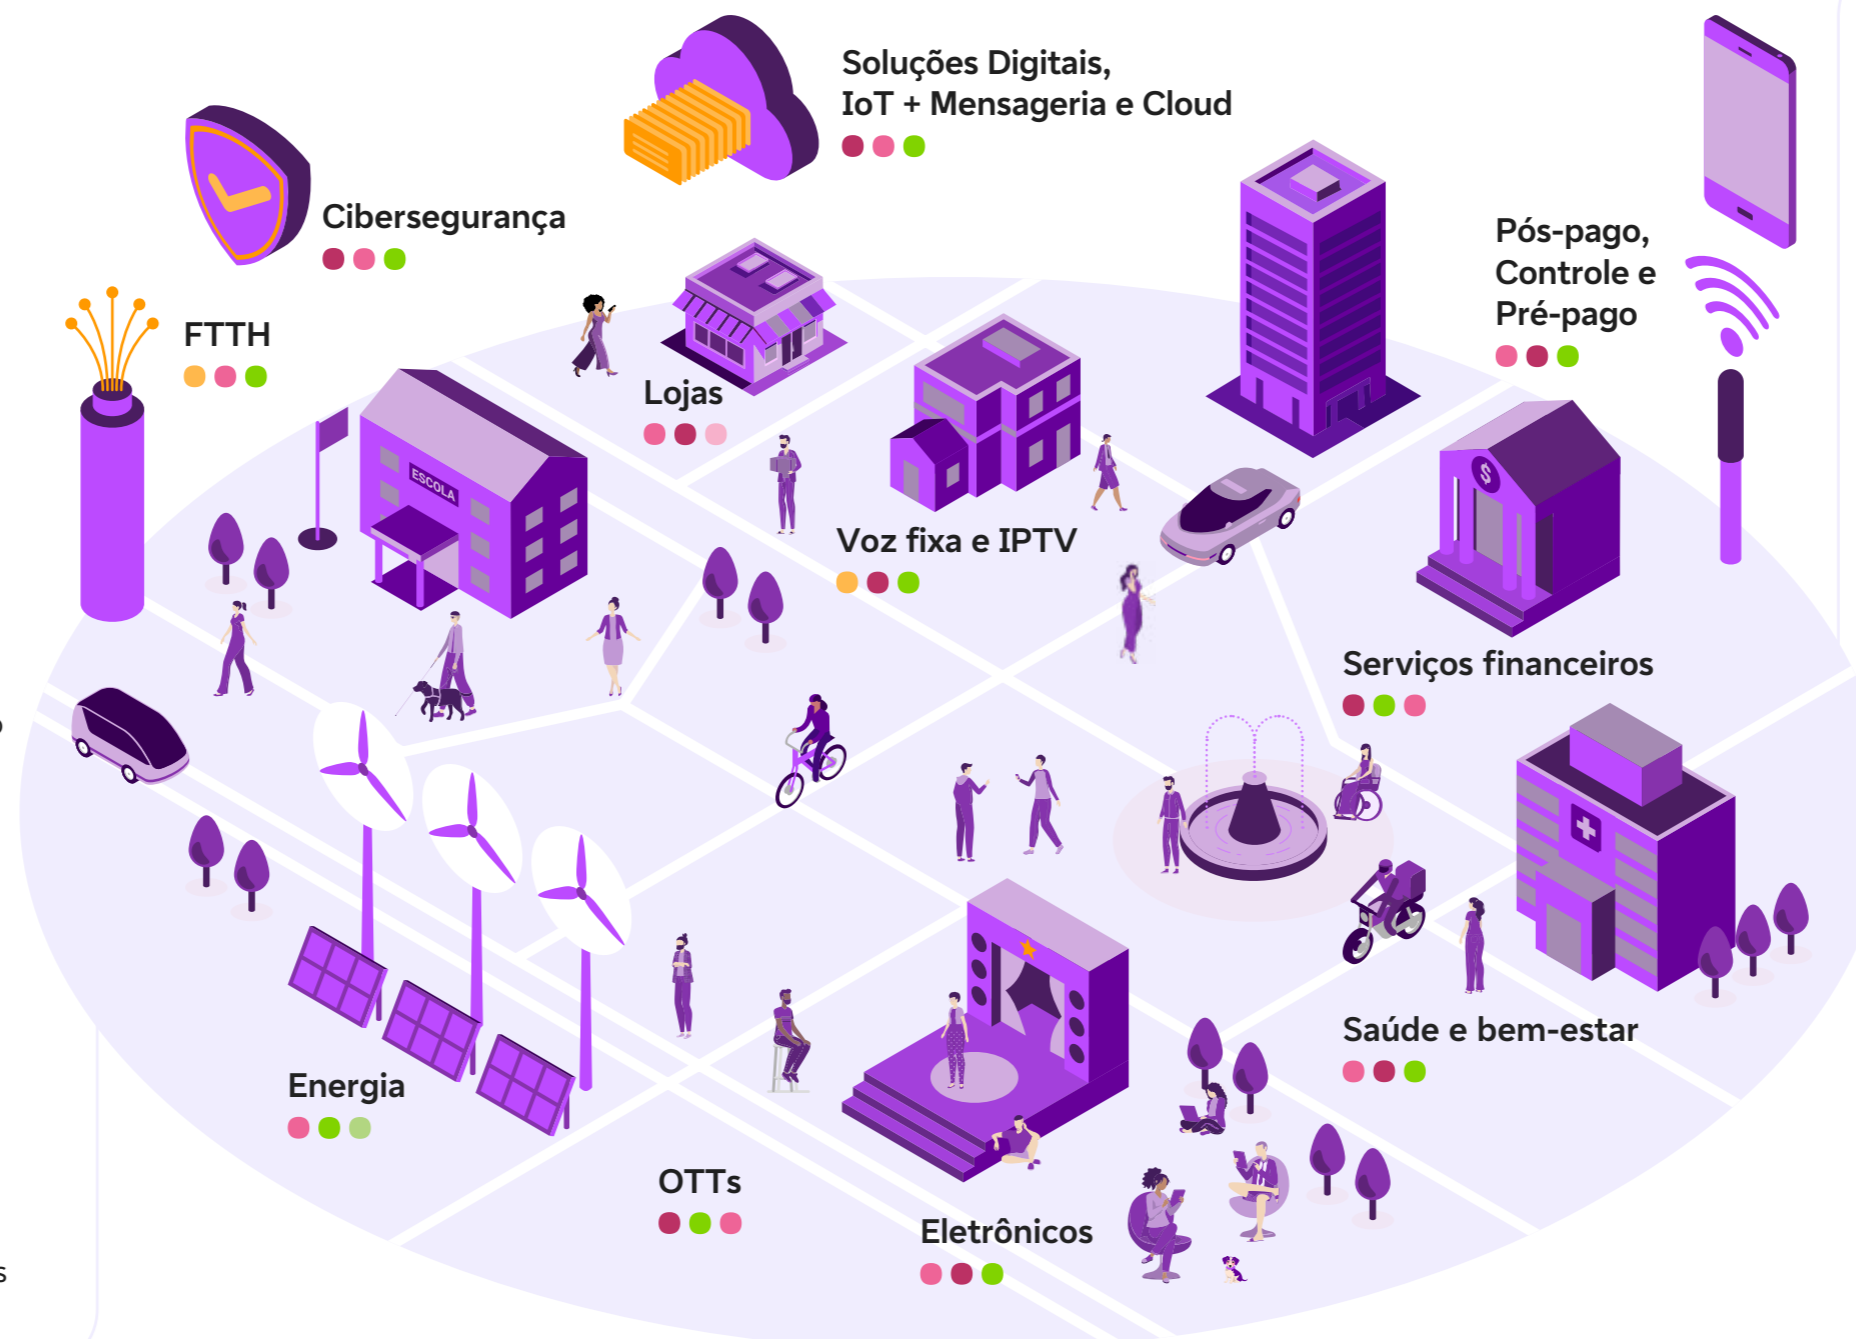 Soluções Digitais,
IoT + Mensageria e Cloud
Cibersegurança
Pós-pago,
Controle e
Pré-pago
FTTH
Lojas
ESCOLA
$
Voz fixa e IPTV
Serviços financeiros
Saúde e bem-estar
Energia
OTTs
Eletrônicos